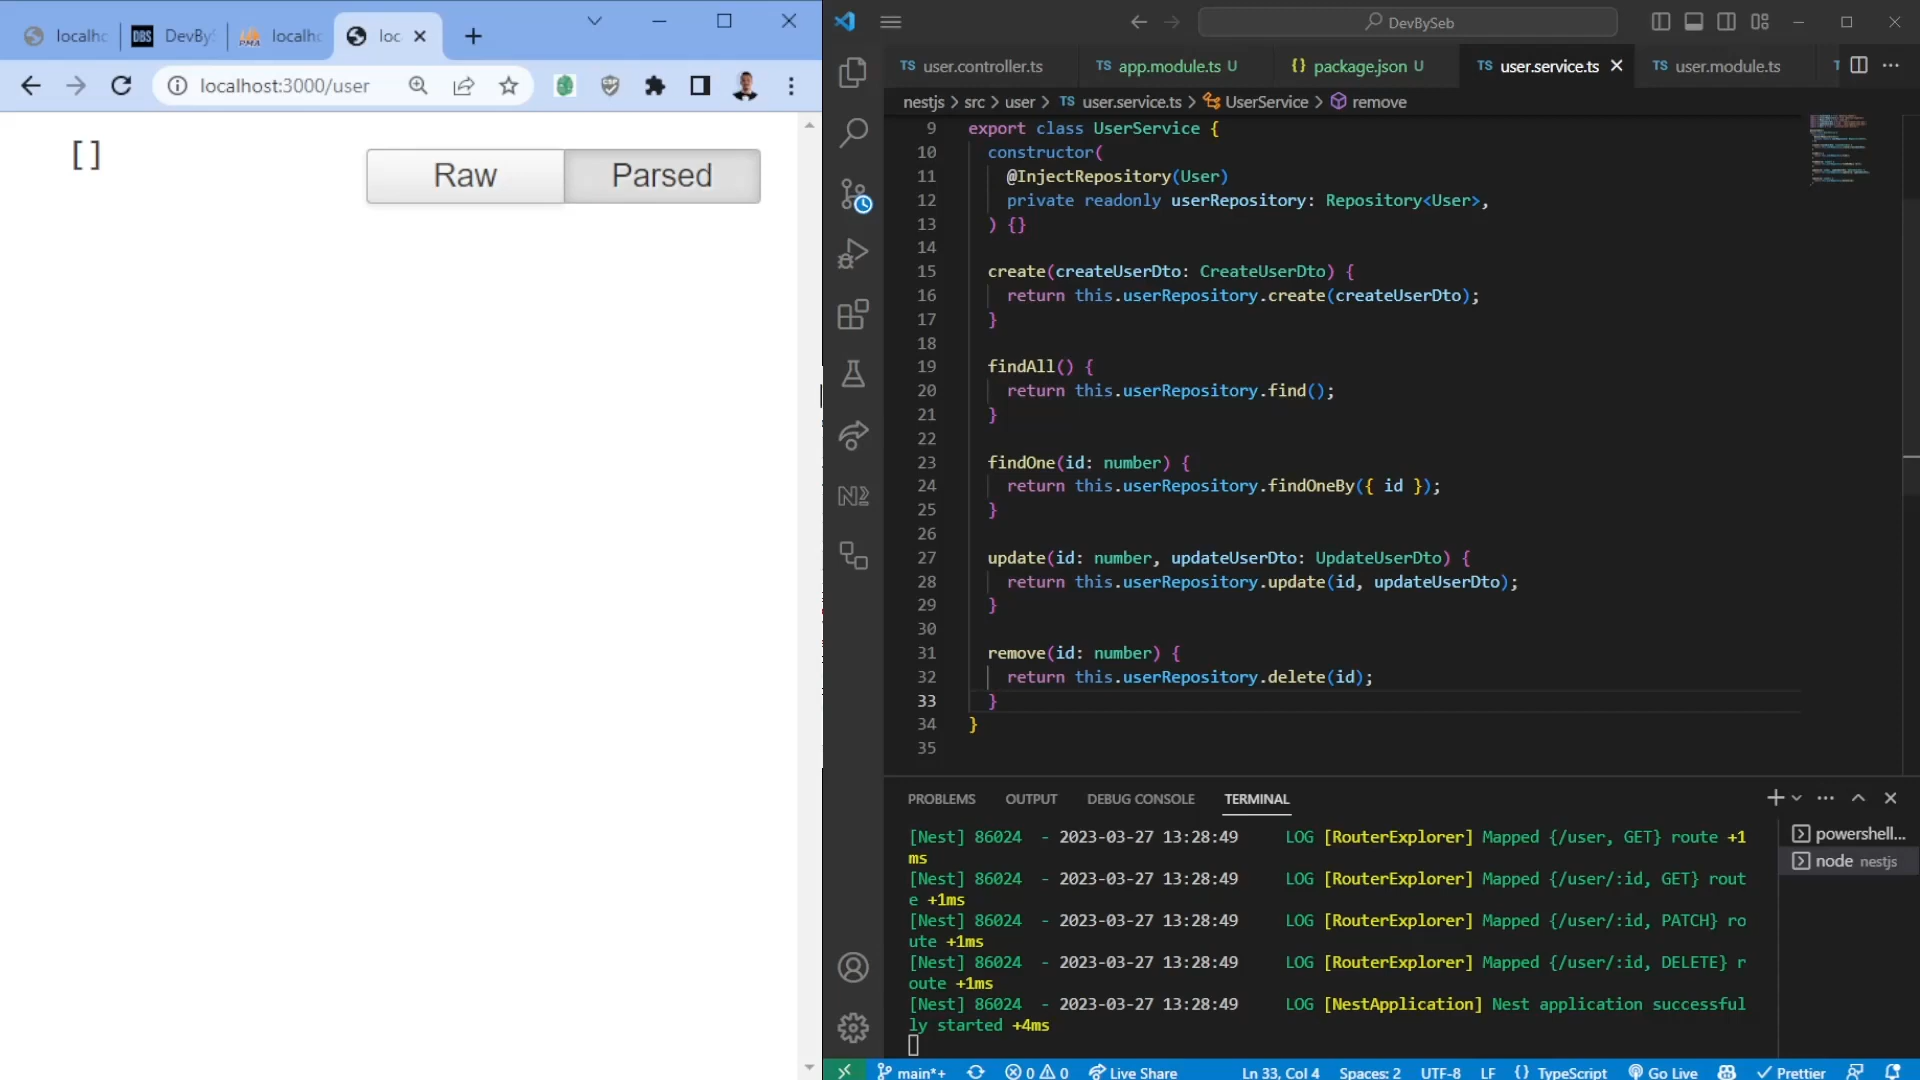 localhc
DevByS
localhc
loc
localhost:3000/user
[]
Raw
Parsed
DevBySeb
TS user.controller.ts
TS app.module.ts U
{} package.json U
TS user.service.ts
TS user.module.ts
nestjs > src > user > TS user.service.ts > UserService > remove
9 export class UserService {
10 constructor(
11 @InjectRepository(User)
12 private readonly userRepository: Repository<User>,
13 ) {}
14
15 create(createUserDto: CreateUserDto) {
16 return this.userRepository.create(createUserDto);
17 }
18
19 findAll() {
20 return this.userRepository.find();
21 }
22
23 findOne(id: number) {
24 return this.userRepository.findOneBy({ id });
25 }
26
27 update(id: number, updateUserDto: UpdateUserDto) {
28 return this.userRepository.update(id, updateUserDto);
29 }
30
31 remove(id: number) {
32 return this.userRepository.delete(id);
33 }
34 }
35
PROBLEMS OUTPUT DEBUG CONSOLE TERMINAL
[Nest] 86024 - 2023-03-27 13:28:49 LOG [RouterExplorer] Mapped {/user, GET} route +1
ms
[Nest] 86024 - 2023-03-27 13:28:49 LOG [RouterExplorer] Mapped {/user/:id, GET} rout
e +1ms
[Nest] 86024 - 2023-03-27 13:28:49 LOG [RouterExplorer] Mapped {/user/:id, PATCH} ro
ute +1ms
[Nest] 86024 - 2023-03-27 13:28:49 LOG [RouterExplorer] Mapped {/user/:id, DELETE} r
oute +1ms
[Nest] 86024 - 2023-03-27 13:28:49 LOG [NestApplication] Nest application successful
ly started +4ms
powershell...
node nestjs
main*+ 0 0 Live Share Ln 33, Col 4 Spaces: 2 UTF-8 LF {} TypeScript Go Live Prettier